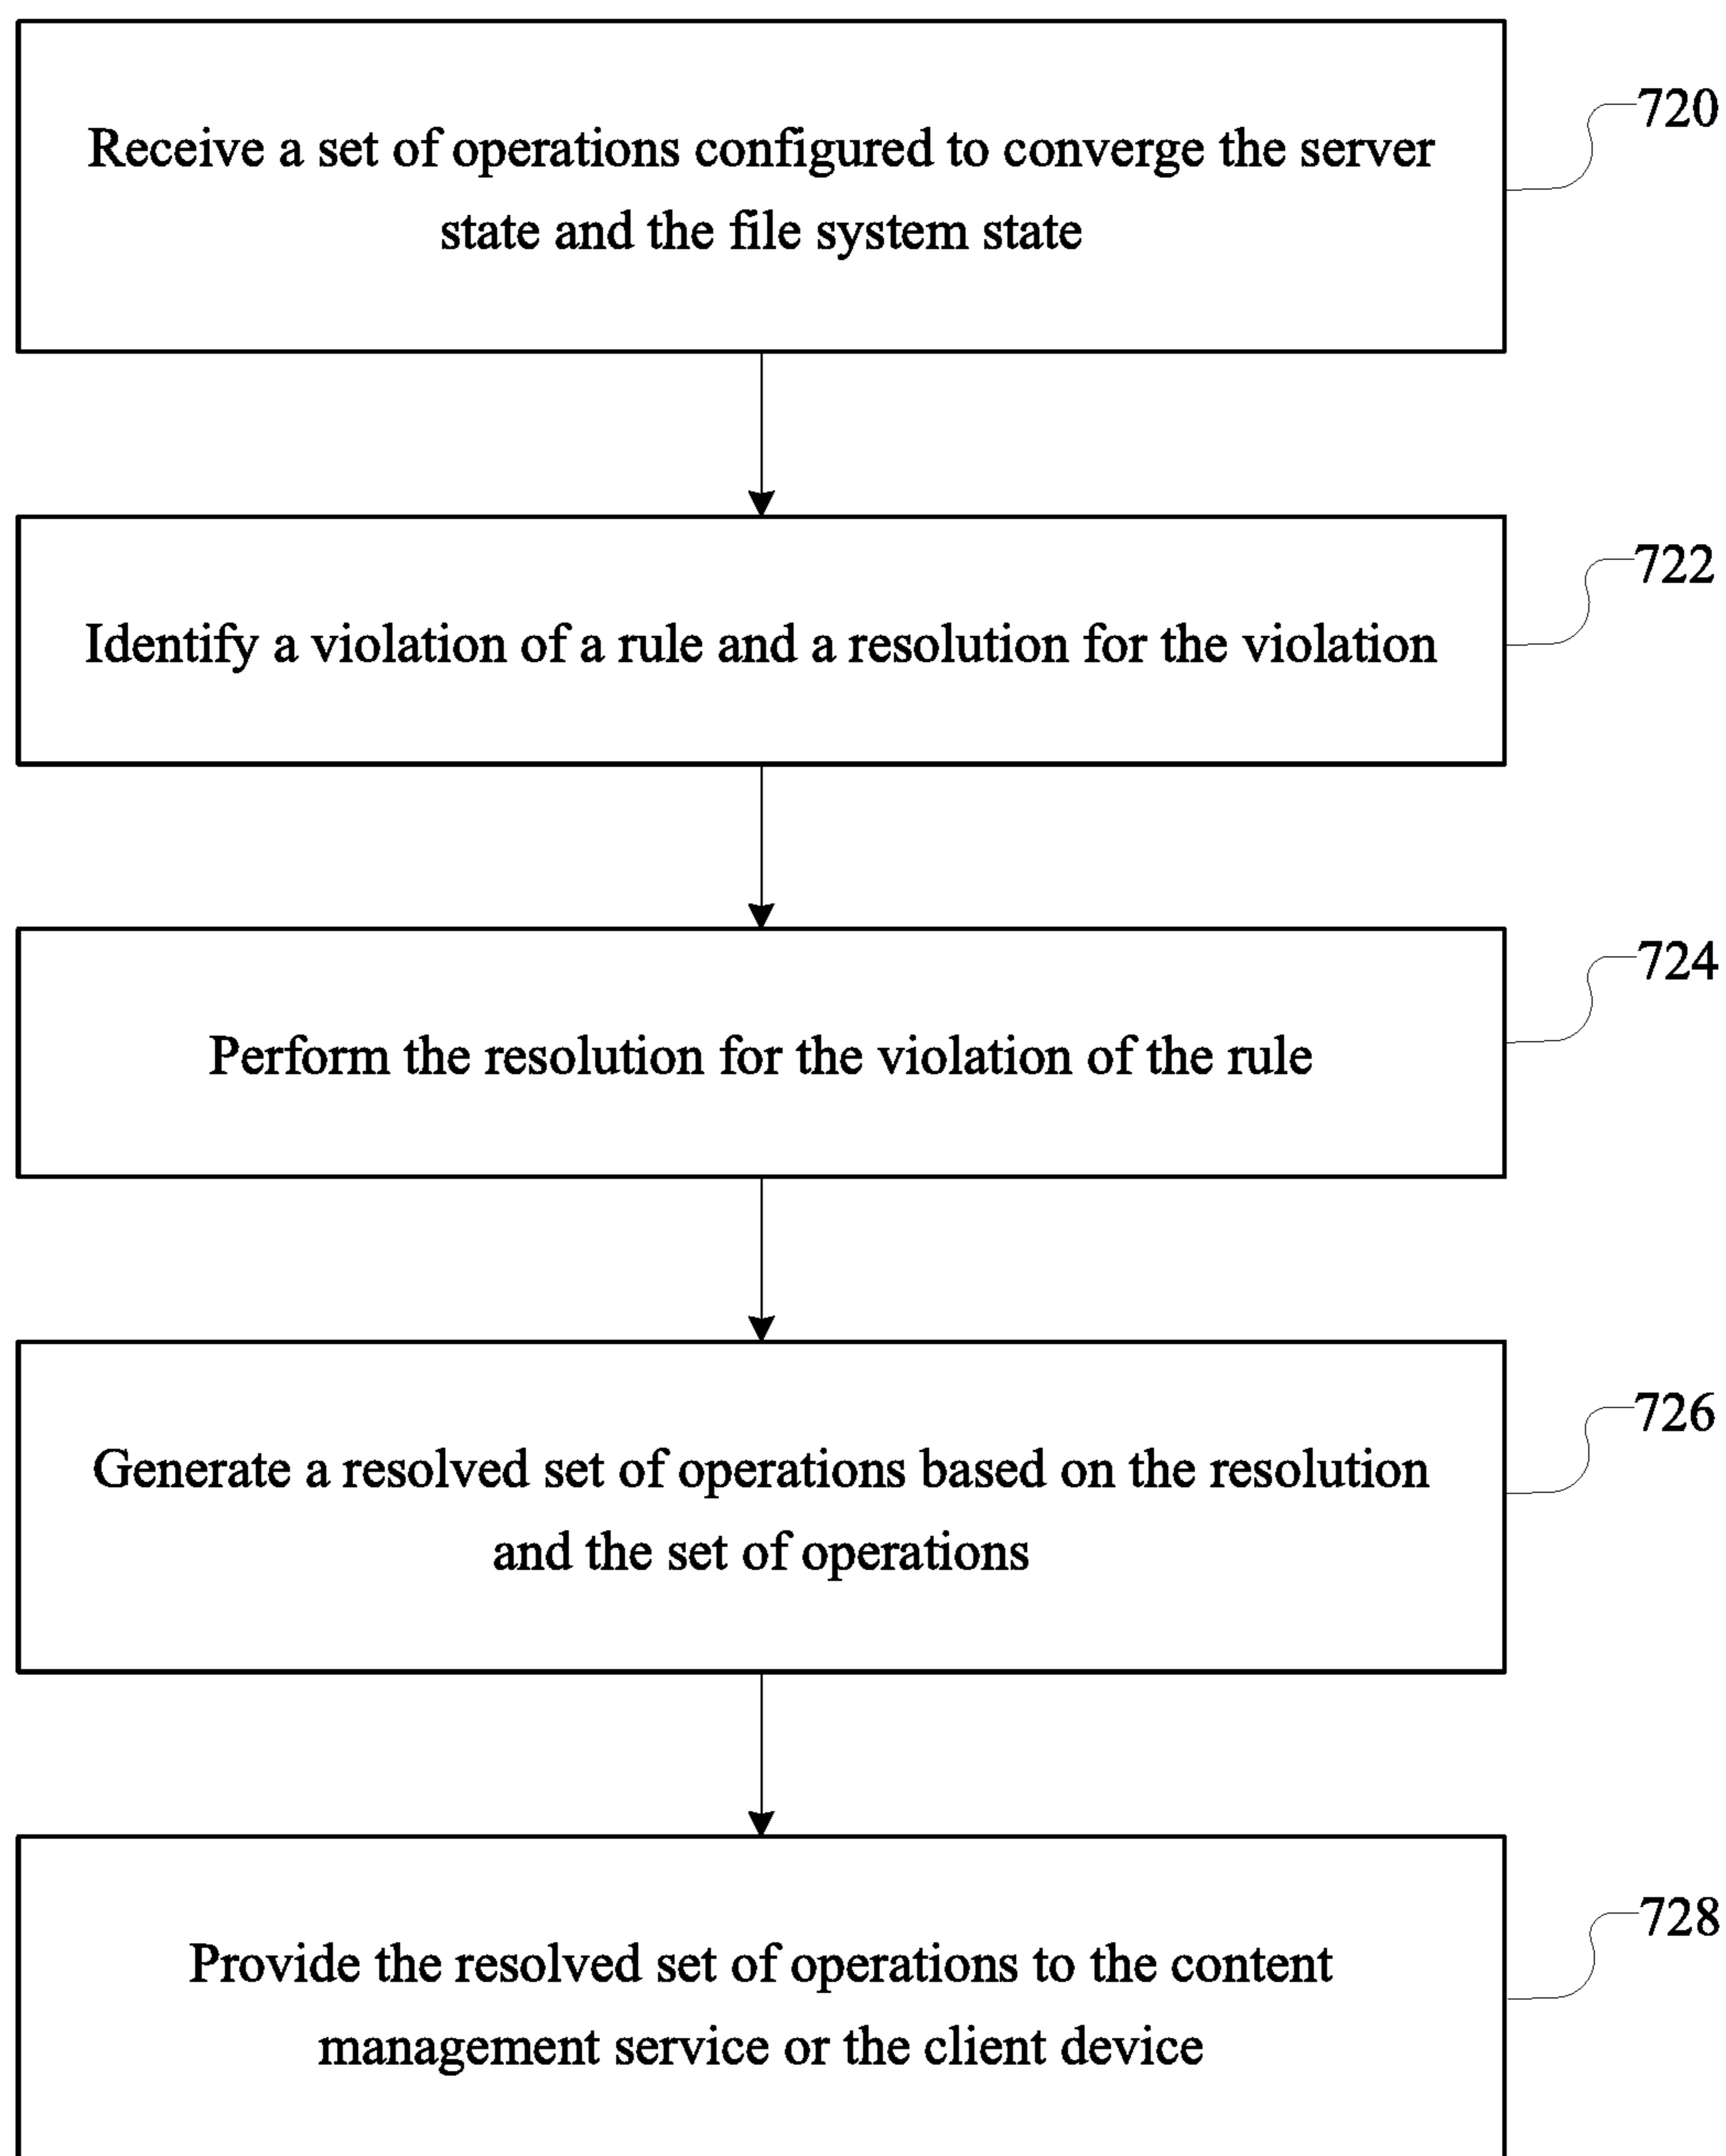 Receive a set of operations configured to converge the server
state and the file system state
720
Identify a violation of a rule and a resolution for the violation
722
Perform the resolution for the violation of the rule
724
Generate a resolved set of operations based on the resolution
and the set of operations
726
Provide the resolved set of operations to the content
management service or the client device
728